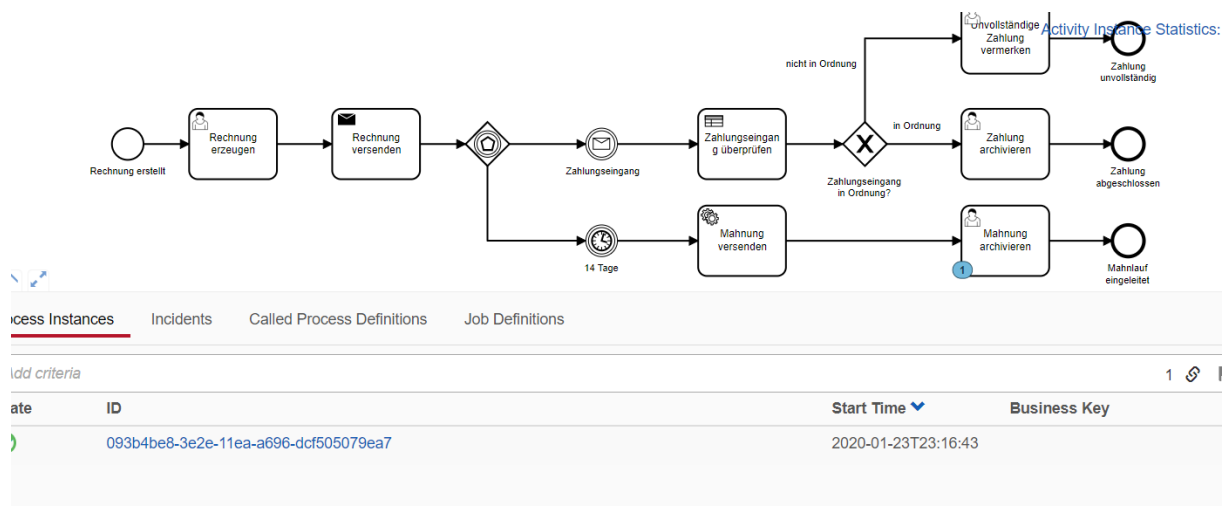 Unvollständige
Zahlung
vermerken
Activity Instance Statistics:
Zahlung
unvollständig
nicht in Ordnung
Rechnung erstellt
Rechnung
erzeugen
Rechnung
versenden
Zahlungseingang
Zahlungseingan
g überprüfen
Zahlungseingang
in Ordnung?
in Ordnung
Zahlung
archivieren
Zahlung
abgeschlossen
14 Tage
Mahnung
versenden
Mahnung
archivieren
1
Mahnlauf
eingeleitet
ocess Instances Incidents Called Process Definitions Job Definitions
Add criteria 1
ate ID Start Time Business Key
093b4be8-3e2e-11ea-a696-dcf505079ea7 2020-01-23T23:16:43